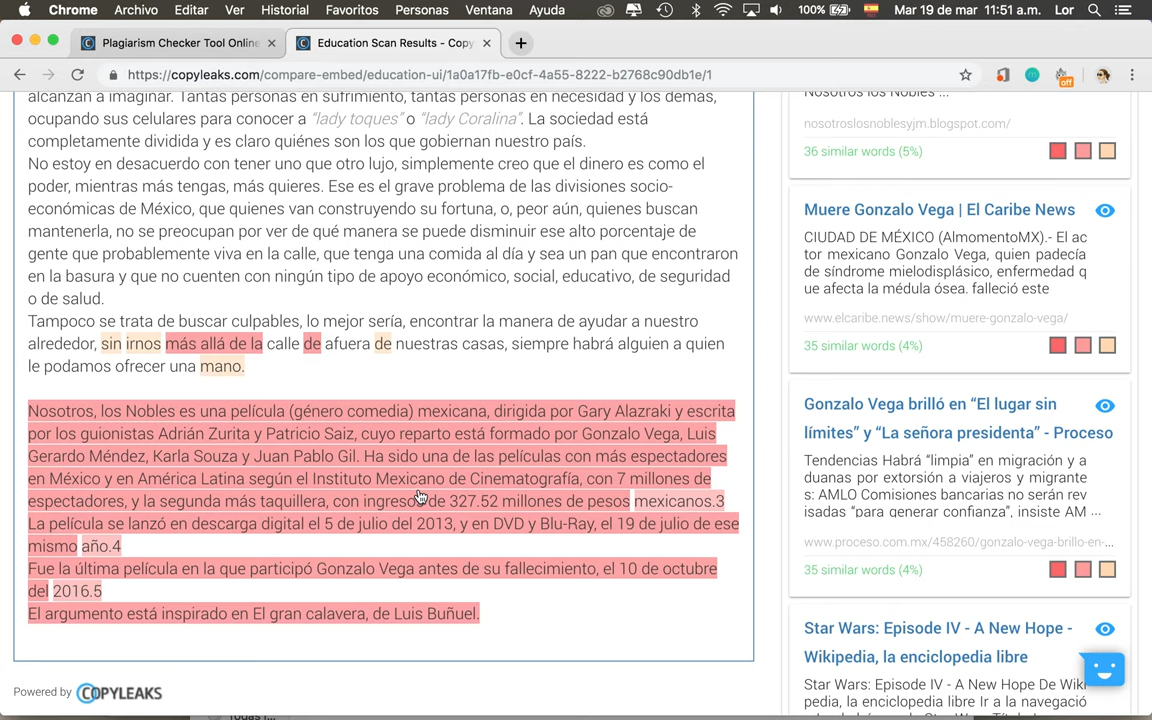 Chrome Archivo Editar Ver Historial Favoritos Personas Ventana Ayuda 100% Mar 19 de mar 11:51 a.m. Lor
Plagiarism Checker Tool Online
Education Scan Results - Copy
https://copyleaks.com/compare-embed/education-ui/1a0a17fb-e0cf-4a55-8222-b2768c90db1e/1
off
alcanzan a imaginar. Tantas personas en sufrimiento, tantas personas en necesidad y los demás,
ocupando sus celulares para conocer a “lady toques” o “lady Coralina”. La sociedad está
completamente dividida y es claro quiénes son los que gobiernan nuestro país.
No estoy en desacuerdo con tener uno que otro lujo, simplemente creo que el dinero es como el
poder, mientras más tengas, más quieres. Ese es el grave problema de las divisiones socio-
económicas de México, que quienes van construyendo su fortuna, o, peor aún, quienes buscan
mantenerla, no se preocupan por ver de qué manera se puede disminuir ese alto porcentaje de
gente que probablemente viva en la calle, que tenga una comida al día y sea un pan que encontraron
en la basura y que no cuenten con ningún tipo de apoyo económico, social, educativo, de seguridad
o de salud.
Tampoco se trata de buscar culpables, lo mejor sería, encontrar la manera de ayudar a nuestro
alrededor, sin irnos más allá de la calle de afuera de nuestras casas, siempre habrá alguien a quien
le podamos ofrecer una mano.
Nosotros, los Nobles es una película (género comedia) mexicana, dirigida por Gary Alazraki y escrita
por los guionistas Adrián Zurita y Patricio Saiz, cuyo reparto está formado por Gonzalo Vega, Luis
Gerardo Méndez, Karla Souza y Juan Pablo Gil. Ha sido una de las películas con más espectadores
en México y en América Latina según el Instituto Mexicano de Cinematografía, con 7 millones de
espectadores, y la segunda más taquillera, con ingresos de 327.52 millones de pesos mexicanos.3
La película se lanzó en descarga digital el 5 de julio del 2013, y en DVD y Blu-Ray, el 19 de julio de ese
mismo año.4
Fue la última película en la que participó Gonzalo Vega antes de su fallecimiento, el 10 de octubre
del 2016.5
El argumento está inspirado en El gran calavera, de Luis Buñuel.
Powered by COPYLEAKS
Nosotros los Nobles ...
nosotroslosnoblesyjm.blogspot.com/
36 similar words (5%)
Muere Gonzalo Vega | El Caribe News
CIUDAD DE MÉXICO (AlmomentoMX).- El ac
tor mexicano Gonzalo Vega, quien padecía
de síndrome mielodisplásico, enfermedad q
ue afecta la médula ósea. falleció este
www.elcaribe.news/show/muere-gonzalo-vega/
35 similar words (4%)
Gonzalo Vega brilló en “El lugar sin
límites” y “La señora presidenta” - Proceso
Tendencias Habrá “limpia” en migración y a
duanas por extorsión a viajeros y migrante
s: AMLO Comisiones bancarias no serán rev
isadas “para generar confianza”, insiste AM ...
www.proceso.com.mx/458260/gonzalo-vega-brillo-en-...
35 similar words (4%)
Star Wars: Episode IV - A New Hope -
Wikipedia, la enciclopedia libre
Star Wars: Episode IV - A New Hope De Wiki
pedia, la enciclopedia libre Ir a la navegació